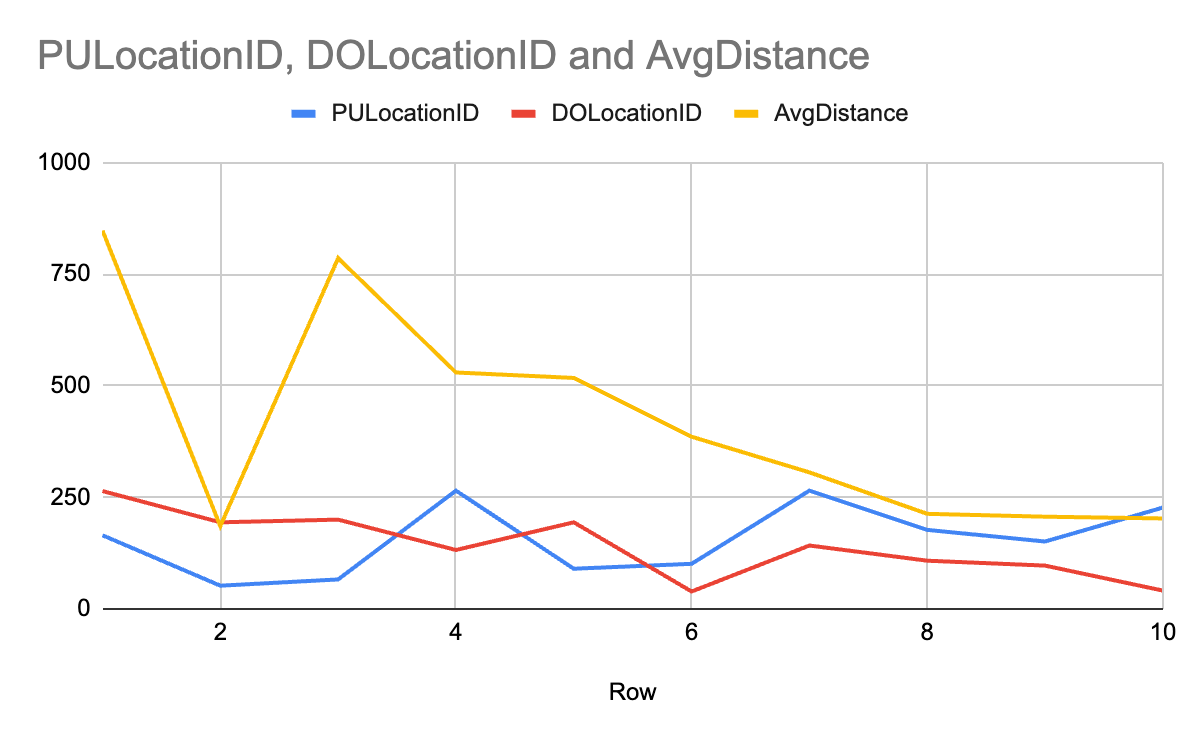 PULocationID, DOLocationID and AvgDistance
PULocationID DOLocationID AvgDistance
1000
750
500
250
0
2 4 6 8 10
Row